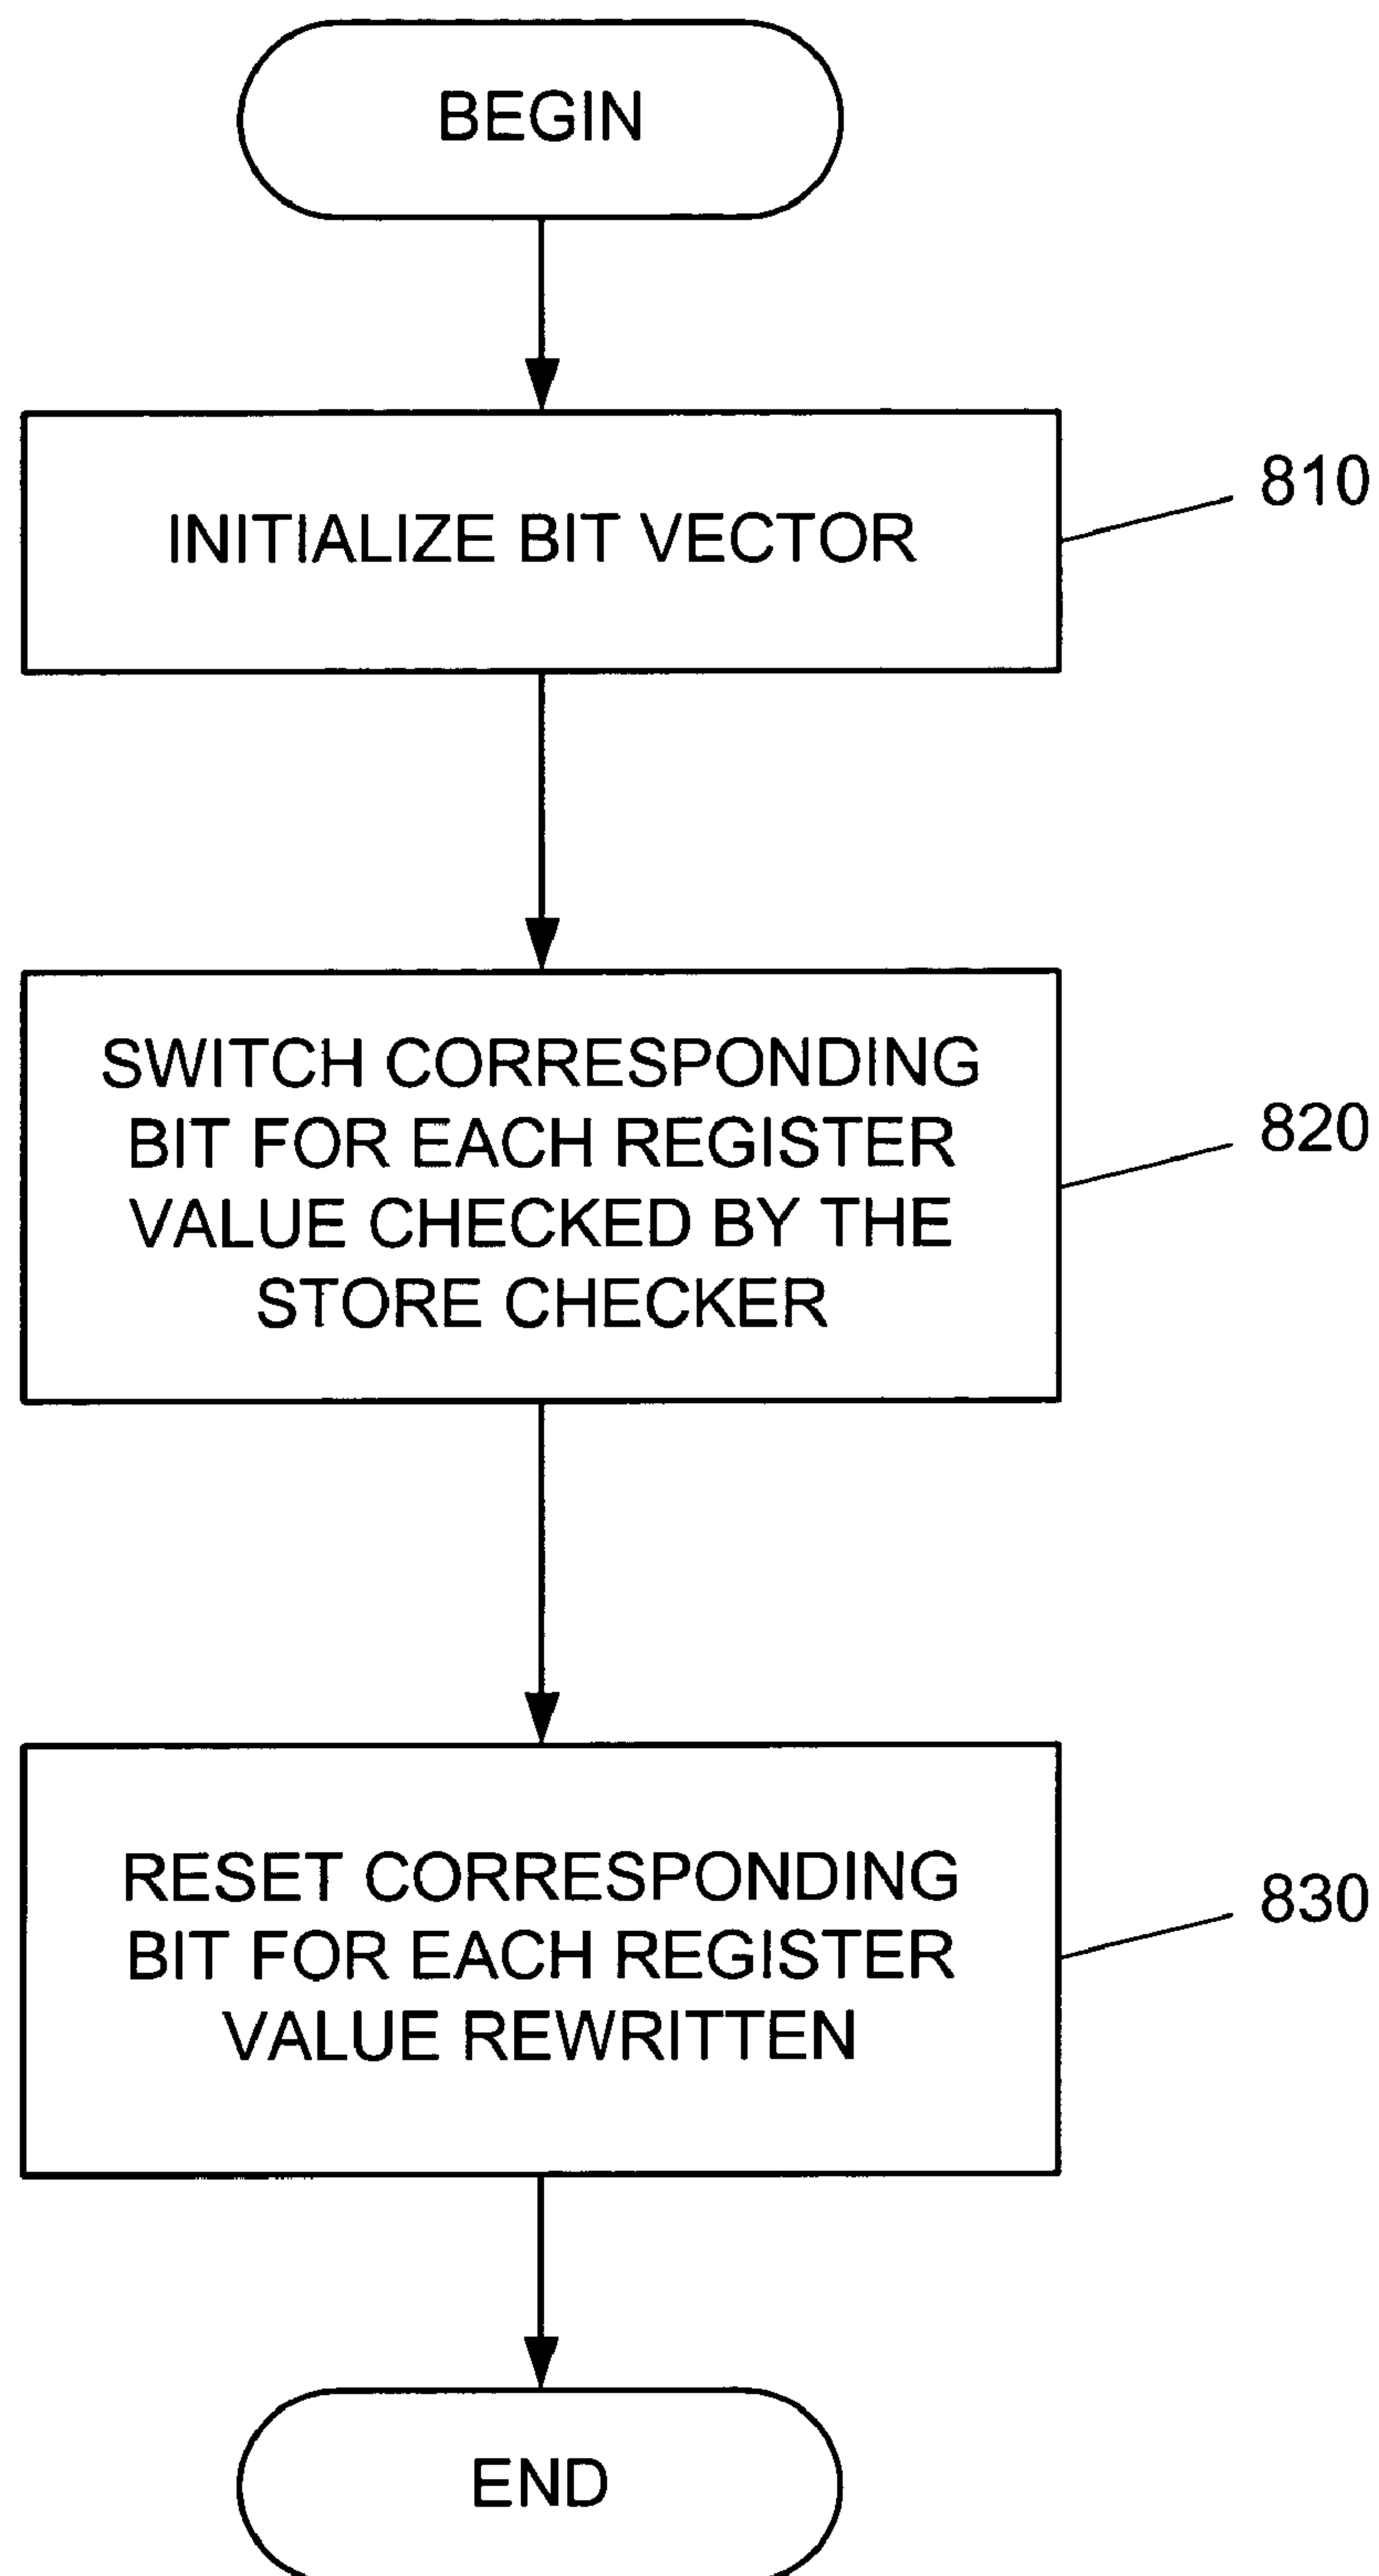 BEGIN
INITIALIZE BIT VECTOR
810
SWITCH CORRESPONDING
BIT FOR EACH REGISTER
VALUE CHECKED BY THE
STORE CHECKER
820
RESET CORRESPONDING
BIT FOR EACH REGISTER
VALUE REWRITTEN
830
END